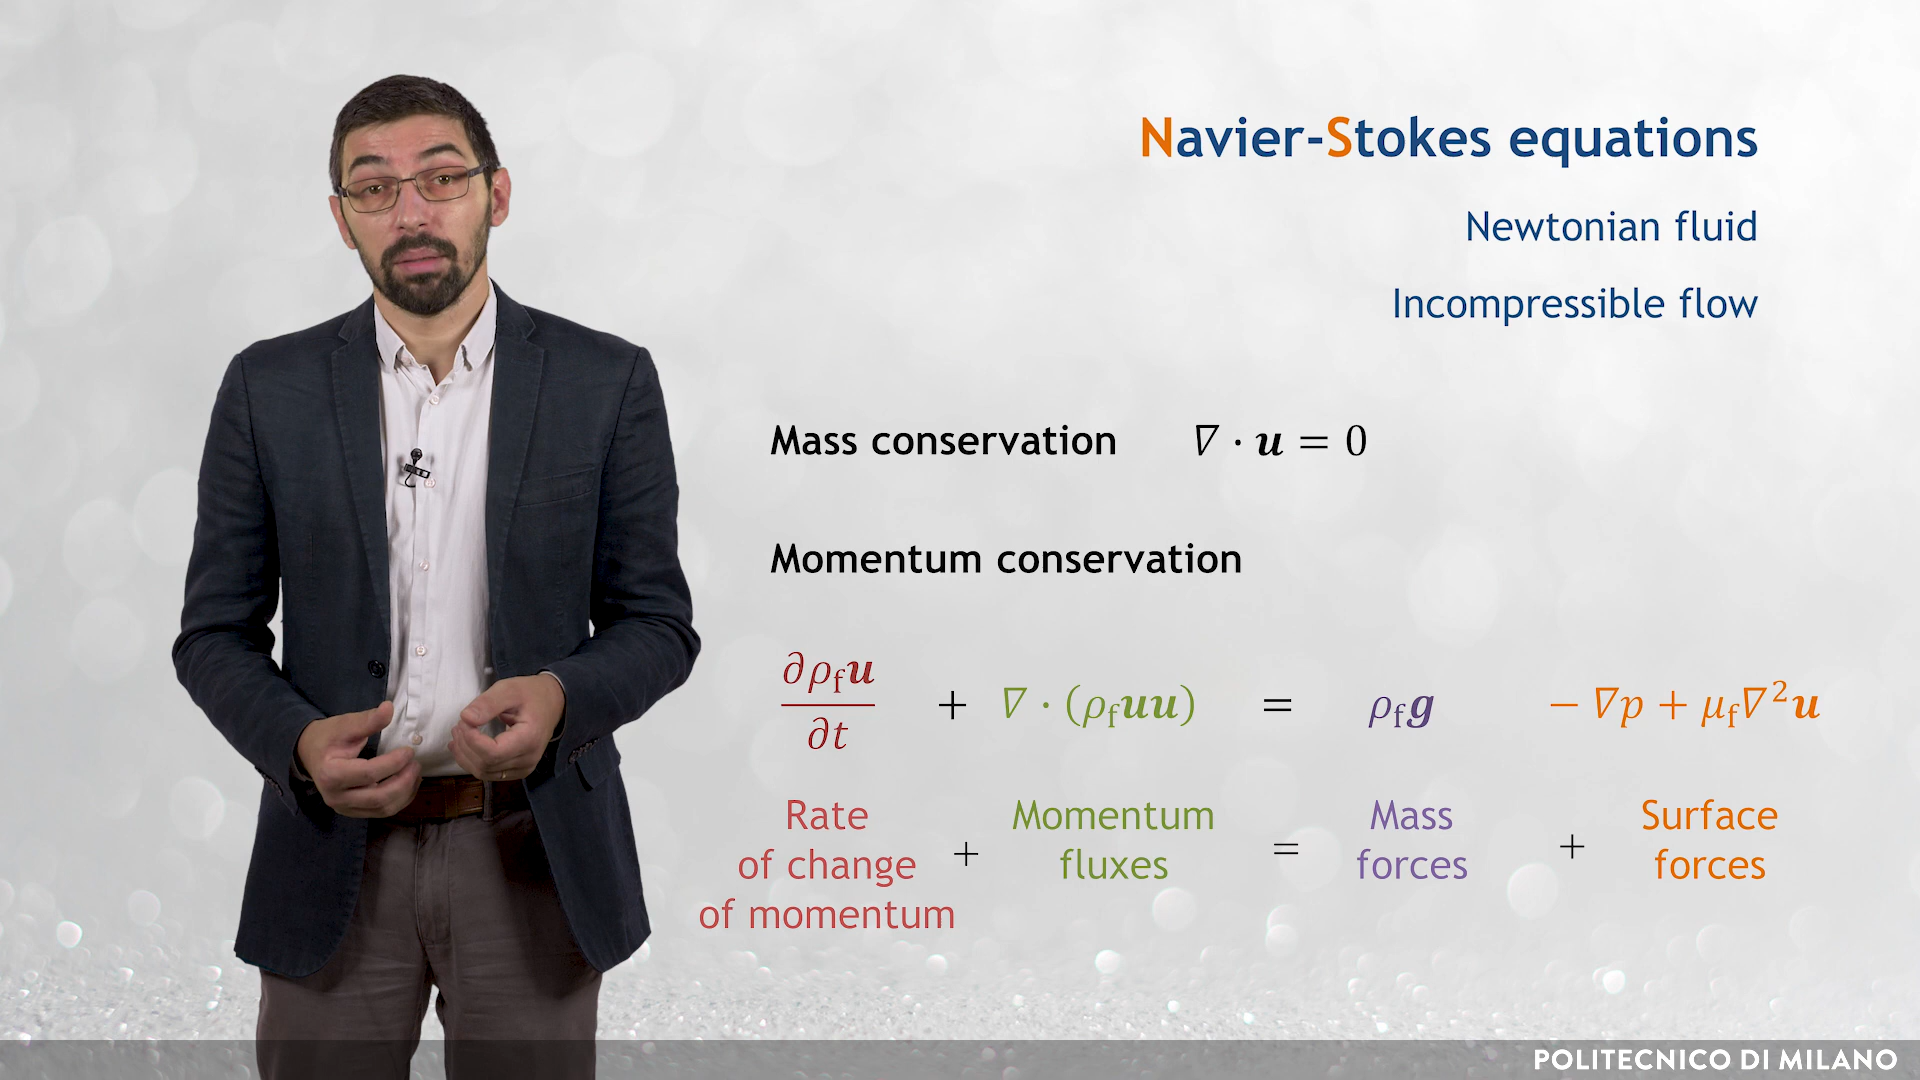 Navier-Stokes equations
Newtonian fluid
Incompressible flow
Mass conservation ∇ · u = 0
Momentum conservation
∂ρfu/∂t + ∇ · (ρfuu) = ρfg − ∇p + μf∇²u
Rate of change of momentum + Momentum fluxes = Mass forces + Surface forces
POLITECNICO DI MILANO